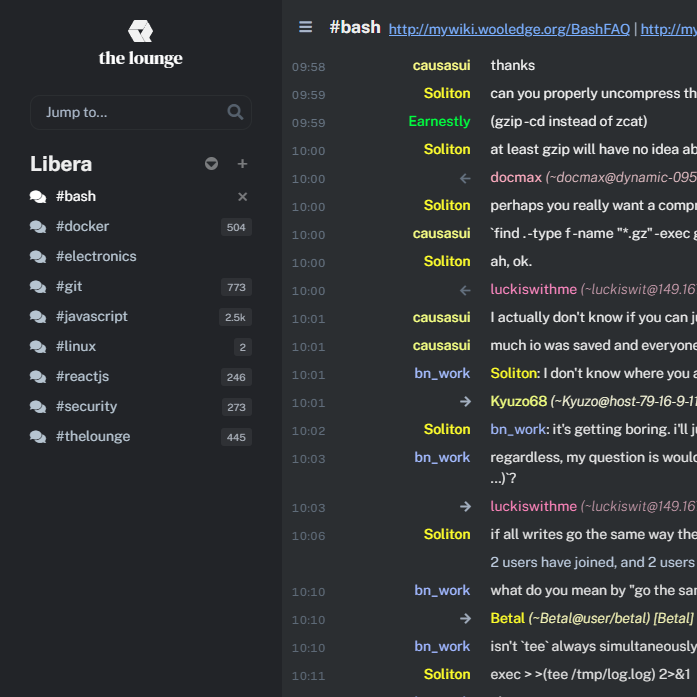 the lounge
Jump to...
Libera
#bash
#docker 504
#electronics
#git 773
#javascript 2.5k
#linux 2
#reactjs 246
#security 273
#thelounge 445
#bash http://mywiki.wooledge.org/BashFAQ | http://my
09:58 causasui thanks
09:59 Soliton can you properly uncompress th
09:59 Earnestly (gzip -cd instead of zcat)
10:00 Soliton at least gzip will have no idea ab
10:00 docmax (~docmax@dynamic-095
10:00 Soliton perhaps you really want a comp
10:00 causasui `find . -type f -name "*.gz" -exec g
10:00 Soliton ah, ok.
10:00 luckiswithme (~luckiswit@149.16
10:01 causasui I actually don't know if you can j
10:01 causasui much io was saved and everyone
10:01 bn_work Soliton: I don't know where you a
10:01 Kyuzo68 (~Kyuzo@host-79-16-9-11
10:02 Soliton bn_work: it's getting boring. i'll j
10:03 bn_work regardless, my question is would
...)`?
10:03 luckiswithme (~luckiswit@149.16
10:06 Soliton if all writes go the same way the
2 users have joined, and 2 users
10:10 bn_work what do you mean by "go the sa
10:10 Betal (~Betal@user/betal) [Betal]
10:10 bn_work isn't `tee` always simultaneously
10:11 Soliton exec > >(tee /tmp/log.log) 2>&1